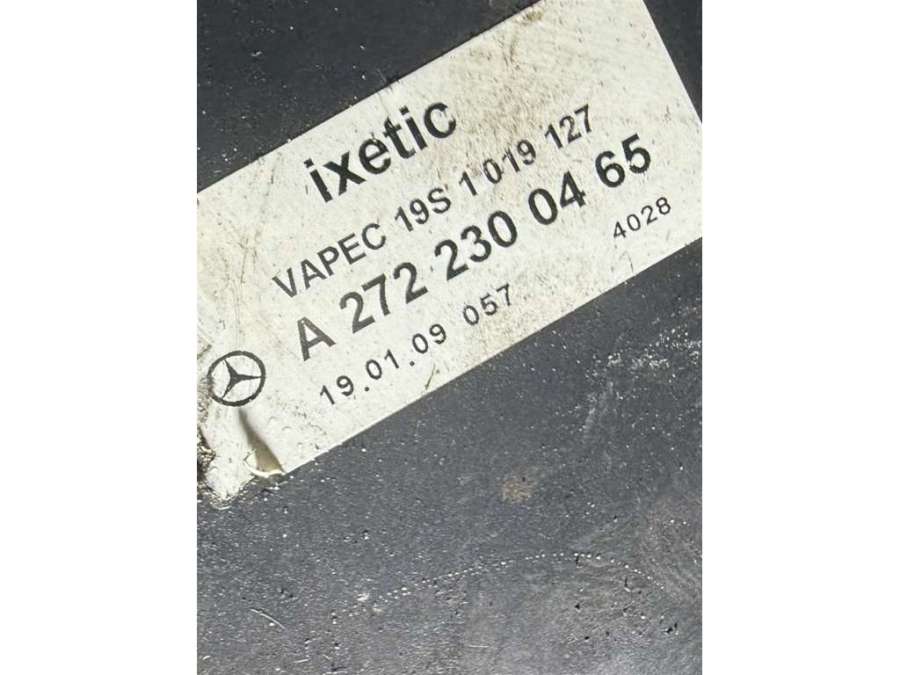 ixetic
VAPEC 19S 1 019 127
A 272 230 04 65
19.01.09 057 4028